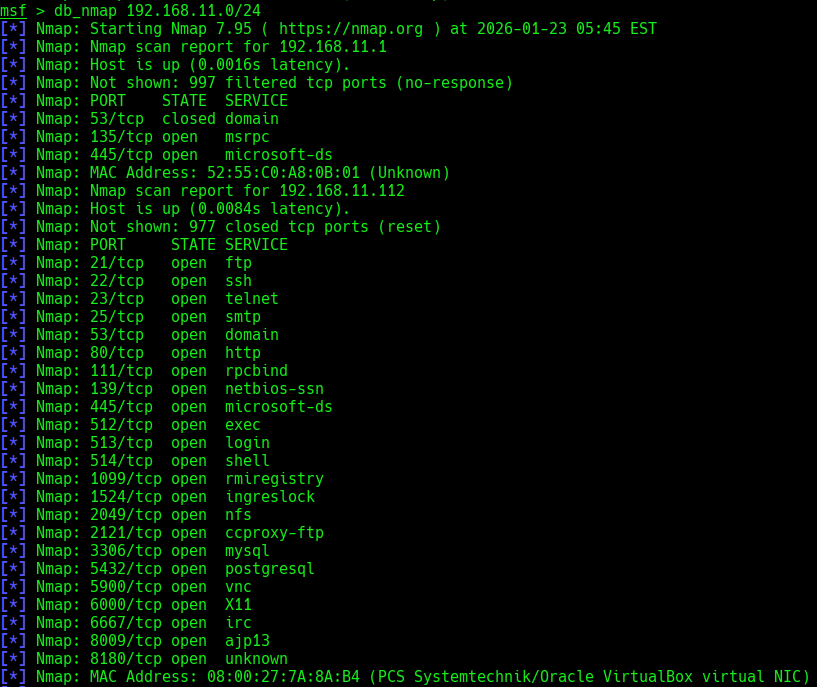 msf > db_nmap 192.168.11.0/24
[*] Nmap: Starting Nmap 7.95 ( https://nmap.org ) at 2026-01-23 05:45 EST
[*] Nmap: Nmap scan report for 192.168.11.1
[*] Nmap: Host is up (0.0016s latency).
[*] Nmap: Not shown: 997 filtered tcp ports (no-response)
[*] Nmap: PORT    STATE  SERVICE
[*] Nmap: 53/tcp  closed domain
[*] Nmap: 135/tcp open   msrpc
[*] Nmap: 445/tcp open   microsoft-ds
[*] Nmap: MAC Address: 52:55:C0:A8:0B:01 (Unknown)
[*] Nmap: Nmap scan report for 192.168.11.112
[*] Nmap: Host is up (0.0084s latency).
[*] Nmap: Not shown: 977 closed tcp ports (reset)
[*] Nmap: PORT     STATE SERVICE
[*] Nmap: 21/tcp   open  ftp
[*] Nmap: 22/tcp   open  ssh
[*] Nmap: 23/tcp   open  telnet
[*] Nmap: 25/tcp   open  smtp
[*] Nmap: 53/tcp   open  domain
[*] Nmap: 80/tcp   open  http
[*] Nmap: 111/tcp  open  rpcbind
[*] Nmap: 139/tcp  open  netbios-ssn
[*] Nmap: 445/tcp  open  microsoft-ds
[*] Nmap: 512/tcp  open  exec
[*] Nmap: 513/tcp  open  login
[*] Nmap: 514/tcp  open  shell
[*] Nmap: 1099/tcp open  rmiregistry
[*] Nmap: 1524/tcp open  ingreslock
[*] Nmap: 2049/tcp open  nfs
[*] Nmap: 2121/tcp open  ccproxy-ftp
[*] Nmap: 3306/tcp open  mysql
[*] Nmap: 5432/tcp open  postgresql
[*] Nmap: 5900/tcp open  vnc
[*] Nmap: 6000/tcp open  X11
[*] Nmap: 6667/tcp open  irc
[*] Nmap: 8009/tcp open  ajp13
[*] Nmap: 8180/tcp open  unknown
[*] Nmap: MAC Address: 08:00:27:7A:8A:B4 (PCS Systemtechnik/Oracle VirtualBox virtual NIC)